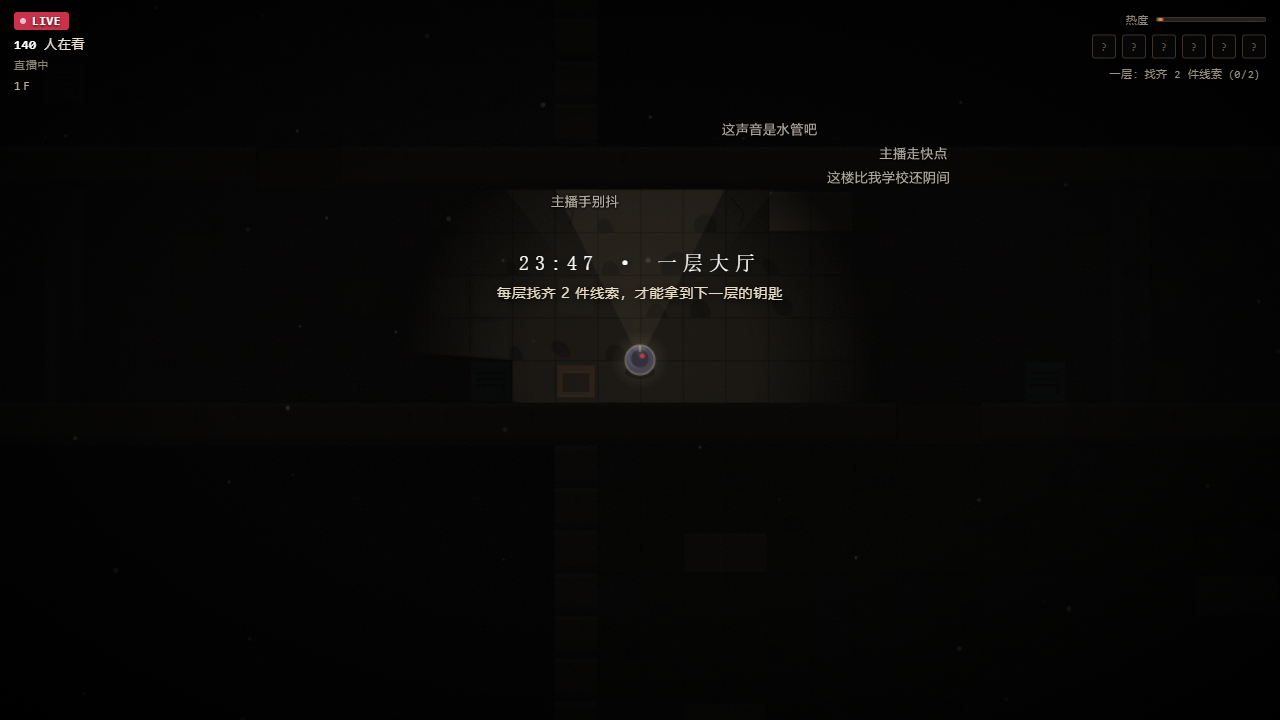 LIVE
140 人在看
直播中
1F
热度
? ? ? ? ? ?
一层: 找齐 2 件线索 (0/2)
这声音是水管吧
主播走快点
这楼比我学校还阴间
主播手别抖
23:47 • 一层大厅
每层找齐 2 件线索，才能拿到下一层的钥匙